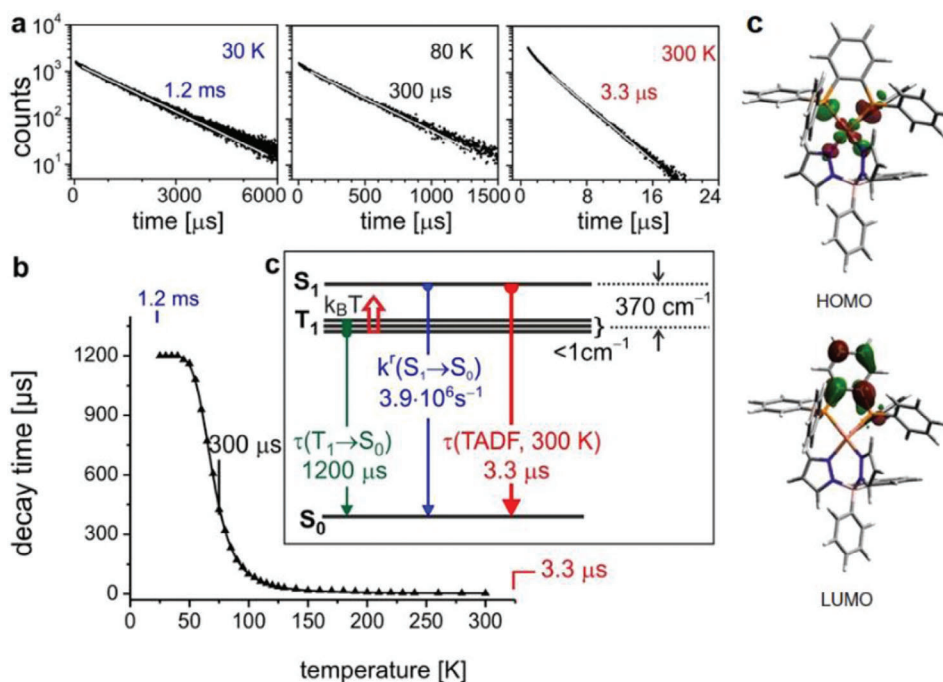 a
counts
10⁴
10³
10²
10¹
30 K
1.2 ms
0
3000
6000
time [µs]
80 K
300 µs
0
500
1000
1500
time [µs]
300 K
3.3 µs
0
8
16
24
time [µs]
c
HOMO
LUMO
b
decay time [µs]
1.2 ms
1200
900
600
300
0
300 µs
3.3 µs
0
25
50
75
100
150
200
250
300
temperature [K]
c
S₁
k_BT
T₁
370 cm⁻¹
<1cm⁻¹
kʳ(S₁→S₀)
3.9·10⁶s⁻¹
τ(T₁→S₀)
1200 µs
τ(TADF, 300 K)
3.3 µs
S₀